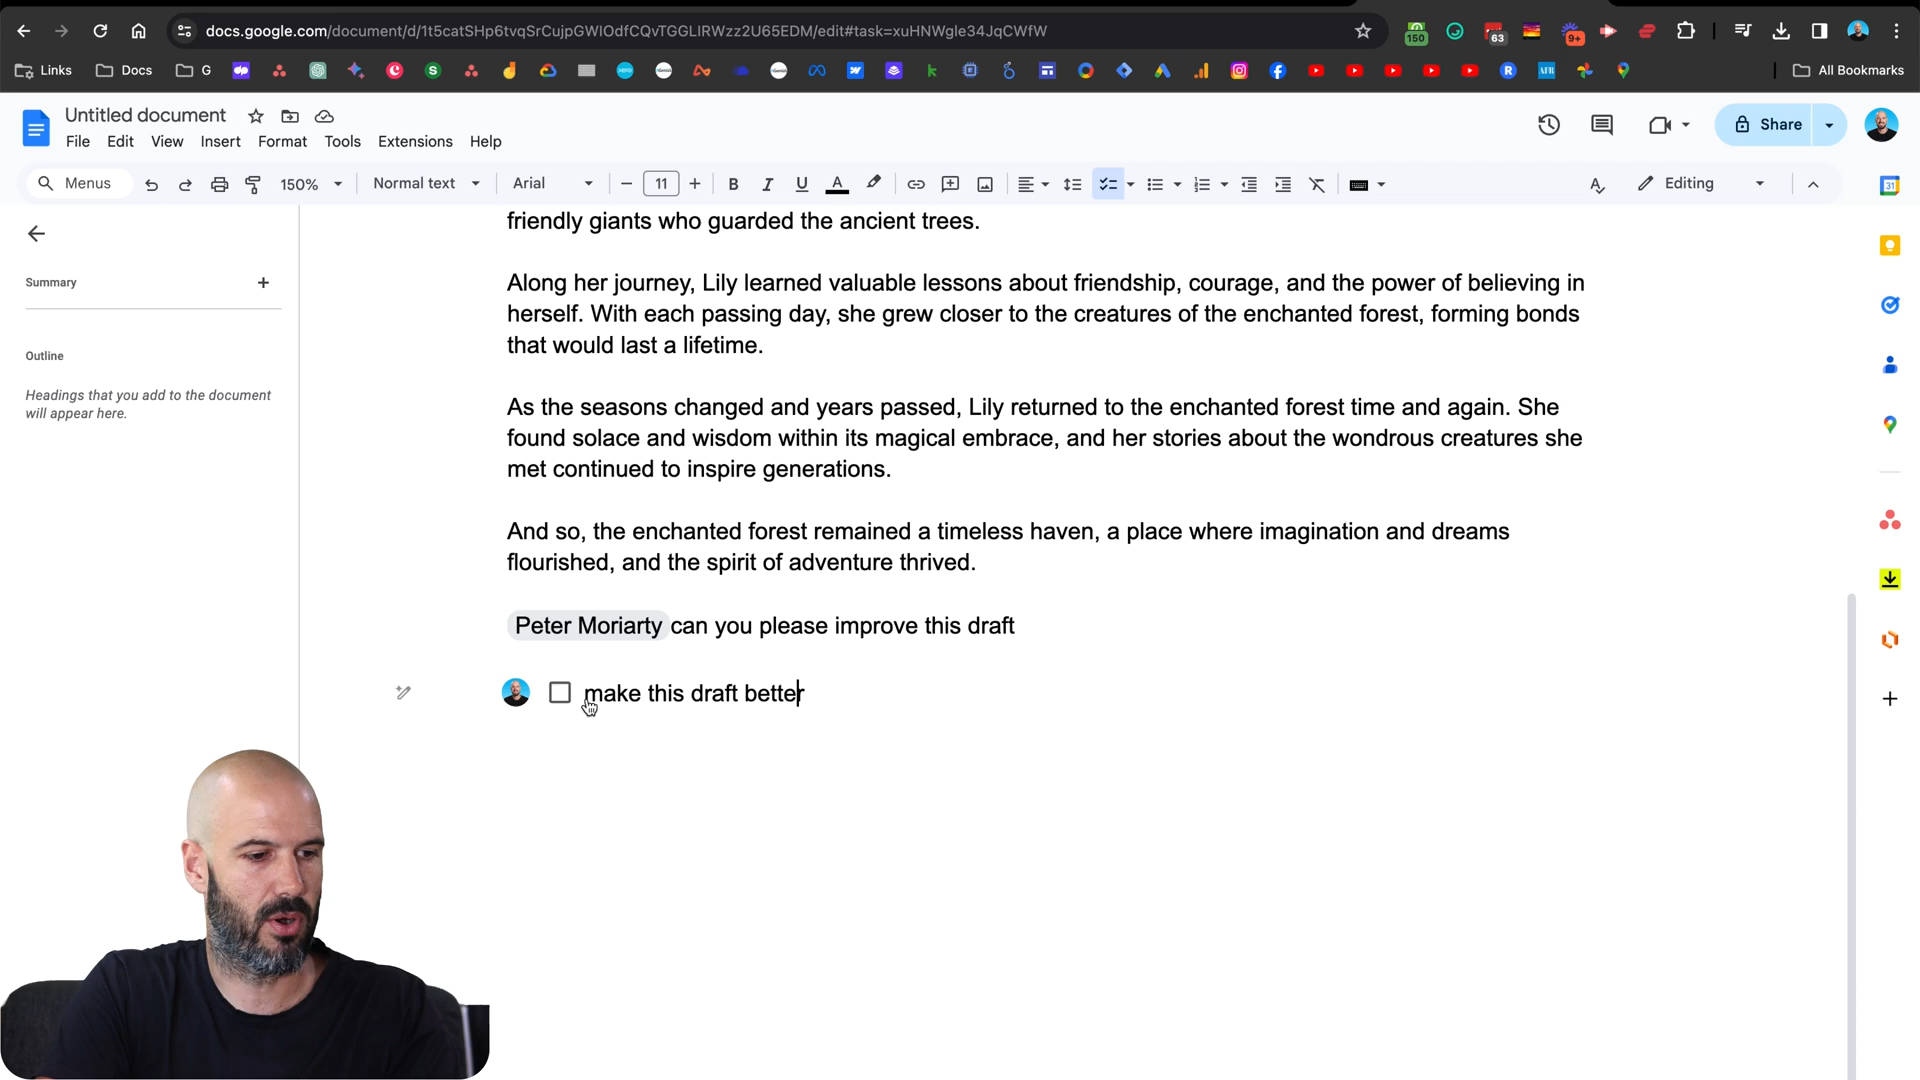 docs.google.com/document/d/1t5catSHp6tvqSrCujpGWIOdfCQvTGGLIRWzz2U65EDM/edit#task=xuHNWgle34JqCWfW
150
63
9+
Links
Docs
G
All Bookmarks
Untitled document
File Edit View Insert Format Tools Extensions Help
Share
Menus
150%
Normal text
Arial
11
Editing
31
friendly giants who guarded the ancient trees.
Summary
Along her journey, Lily learned valuable lessons about friendship, courage, and the power of believing in
herself. With each passing day, she grew closer to the creatures of the enchanted forest, forming bonds
that would last a lifetime.
Outline
Headings that you add to the document
will appear here.
As the seasons changed and years passed, Lily returned to the enchanted forest time and again. She
found solace and wisdom within its magical embrace, and her stories about the wondrous creatures she
met continued to inspire generations.
And so, the enchanted forest remained a timeless haven, a place where imagination and dreams
flourished, and the spirit of adventure thrived.
Peter Moriarty can you please improve this draft
make this draft better